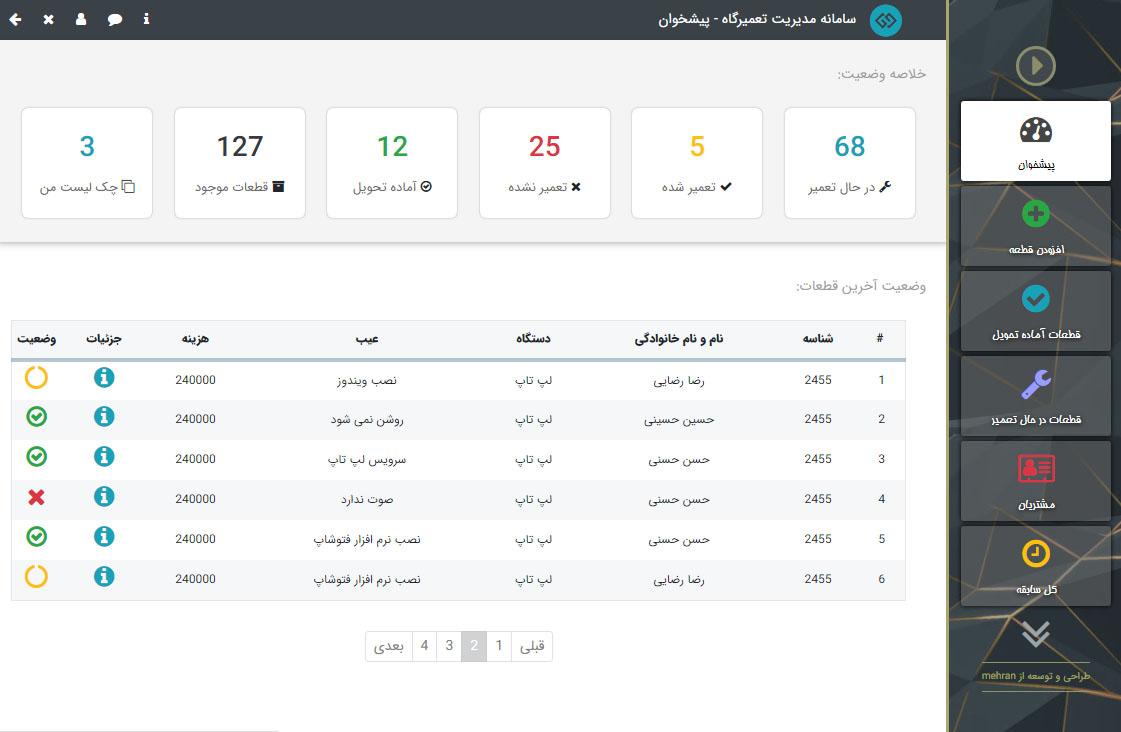 سامانه مدیریت تعمیرگاه - پیشخوان
خلاصه وضعیت:
68
در حال تعمیر
5
تعمیر شده
25
تعمیر نشده
12
آماده تحویل
127
قطعات موجود
3
چک لیست من
وضعیت آخرین قطعات:
# شناسه نام و نام خانوادگی دستگاه عیب هزینه جزئیات وضعیت
1 2455 رضا رضایی لپ تاپ نصب ویندوز 240000
2 2455 حسین حسینی لپ تاپ روشن نمی شود 240000
3 2455 حسن حسنی لپ تاپ سرویس لپ تاپ 240000
4 2455 حسن حسنی لپ تاپ صوت ندارد 240000
5 2455 حسن حسنی لپ تاپ نصب نرم افزار فتوشاپ 240000
6 2455 رضا رضایی لپ تاپ نصب نرم افزار فتوشاپ 240000
قبلی 1 2 3 4 بعدی
پیشخوان
افزودن قطعه
قطعات آماده تحویل
قطعات در حال تعمیر
مشتریان
کل سابقه
طراحی و توسعه از mehran